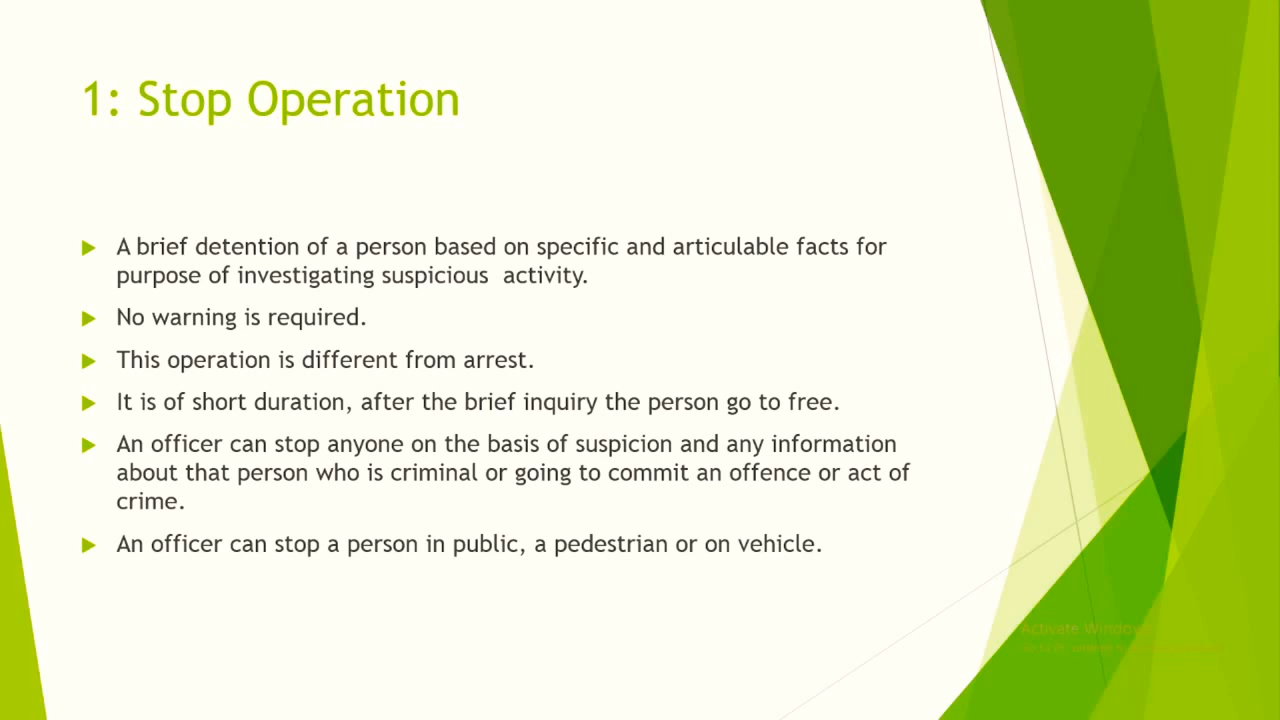 1: Stop Operation
A brief detention of a person based on specific and articulable facts for
purpose of investigating suspicious  activity.
No warning is required.
This operation is different from arrest.
It is of short duration, after the brief inquiry the person go to free.
An officer can stop anyone on the basis of suspicion and any information
about that person who is criminal or going to commit an offence or act of
crime.
An officer can stop a person in public, a pedestrian or on vehicle.
Activate Windows